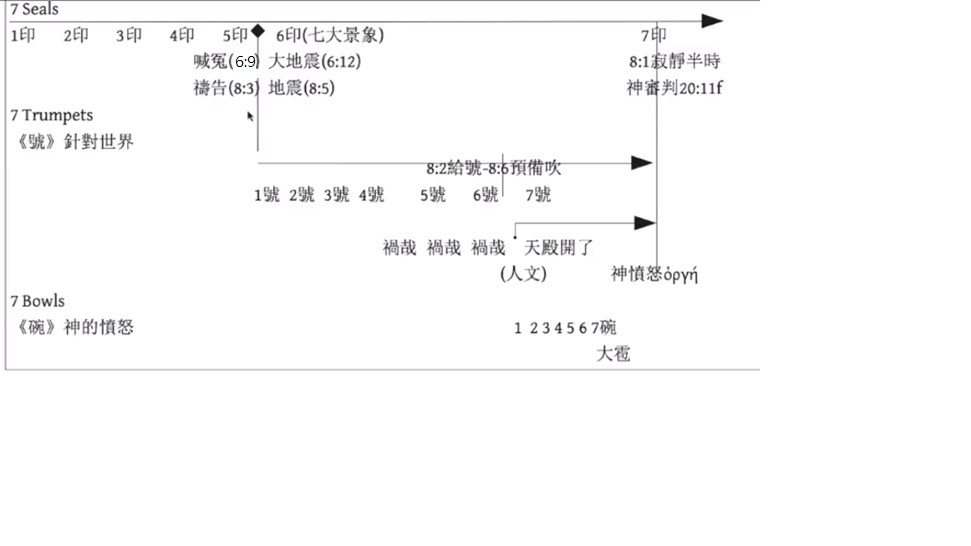 7 Seals
1印 2印 3印 4印 5印 6印(七大景象) 7印
喊冤(6:9) 大地震(6:12) 8:1寂靜半時
禱告(8:3) 地震(8:5) 神審判20:11f
7 Trumpets
《號》針對世界
8:2給號-8:6預備吹
1號 2號 3號 4號 5號 6號 7號
禍哉 禍哉 禍哉 天殿開了
(人文) 神憤怒ὀργή
7 Bowls
《碗》神的憤怒 1 2 3 4 5 6 7碗
大雹